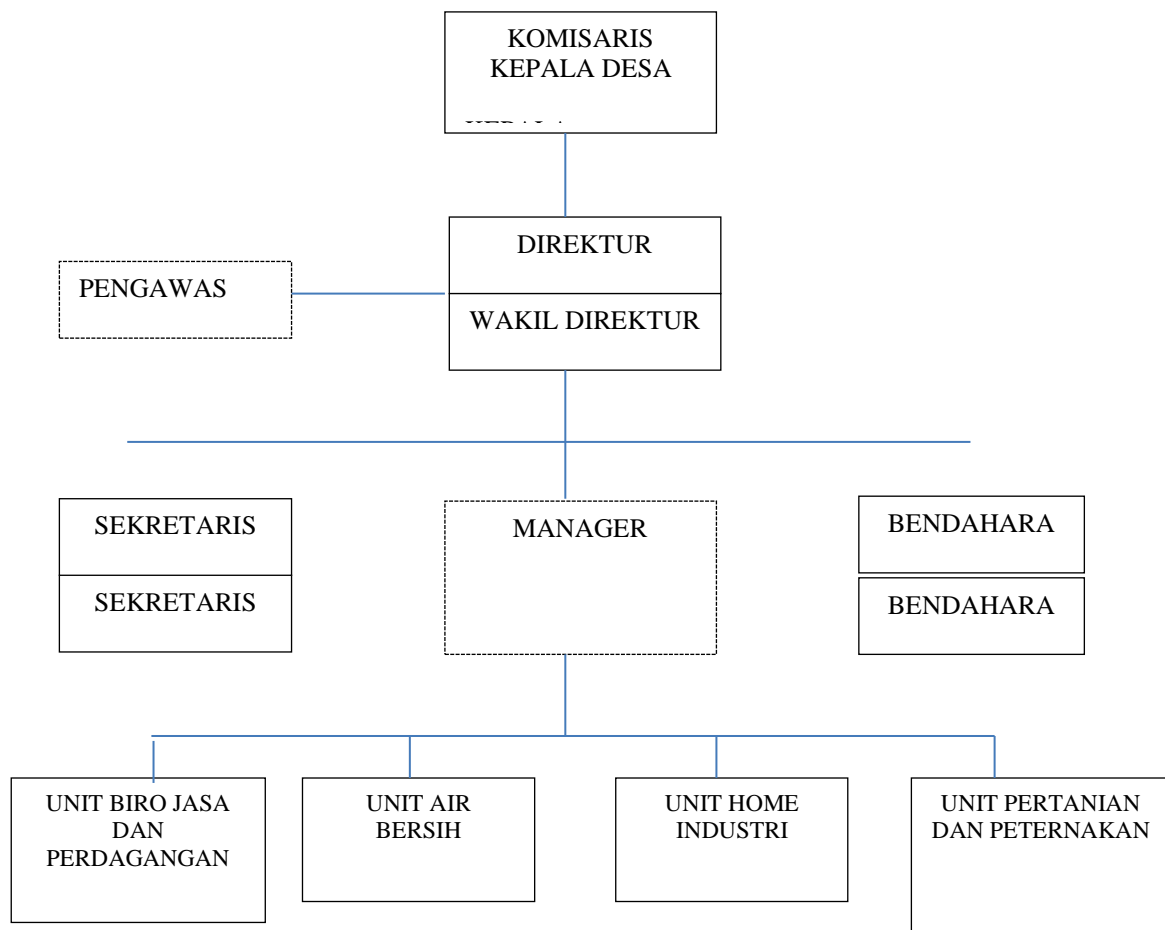 KOMISARIS
KEPALA DESA
DIREKTUR
PENGAWAS
WAKIL DIREKTUR
SEKRETARIS
MANAGER
BENDAHARA
SEKRETARIS
BENDAHARA
UNIT BIRO JASA
DAN
PERDAGANGAN
UNIT AIR
BERSIH
UNIT HOME
INDUSTRI
UNIT PERTANIAN
DAN PETERNAKAN